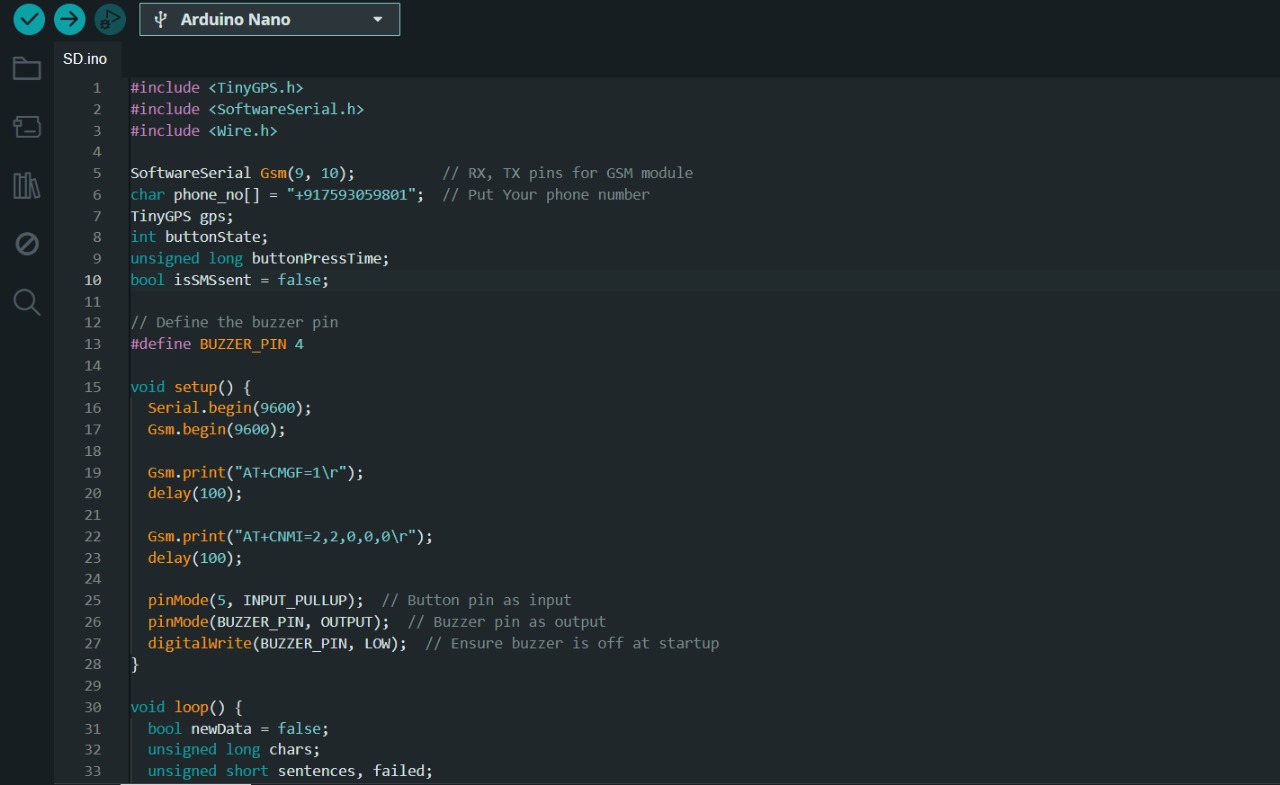 Arduino Nano
SD.ino
1 #include <TinyGPS.h>
2 #include <SoftwareSerial.h>
3 #include <Wire.h>
4
5 SoftwareSerial Gsm(9, 10);          // RX, TX pins for GSM module
6 char phone_no[] = "+917593059801";  // Put Your phone number
7 TinyGPS gps;
8 int buttonState;
9 unsigned long buttonPressTime;
10 bool isSMSsent = false;
11
12 // Define the buzzer pin
13 #define BUZZER_PIN 4
14
15 void setup() {
16   Serial.begin(9600);
17   Gsm.begin(9600);
18
19   Gsm.print("AT+CMGF=1\r");
20   delay(100);
21
22   Gsm.print("AT+CNMI=2,2,0,0,0\r");
23   delay(100);
24
25   pinMode(5, INPUT_PULLUP);  // Button pin as input
26   pinMode(BUZZER_PIN, OUTPUT);  // Buzzer pin as output
27   digitalWrite(BUZZER_PIN, LOW);  // Ensure buzzer is off at startup
28 }
29
30 void loop() {
31   bool newData = false;
32   unsigned long chars;
33   unsigned short sentences, failed;